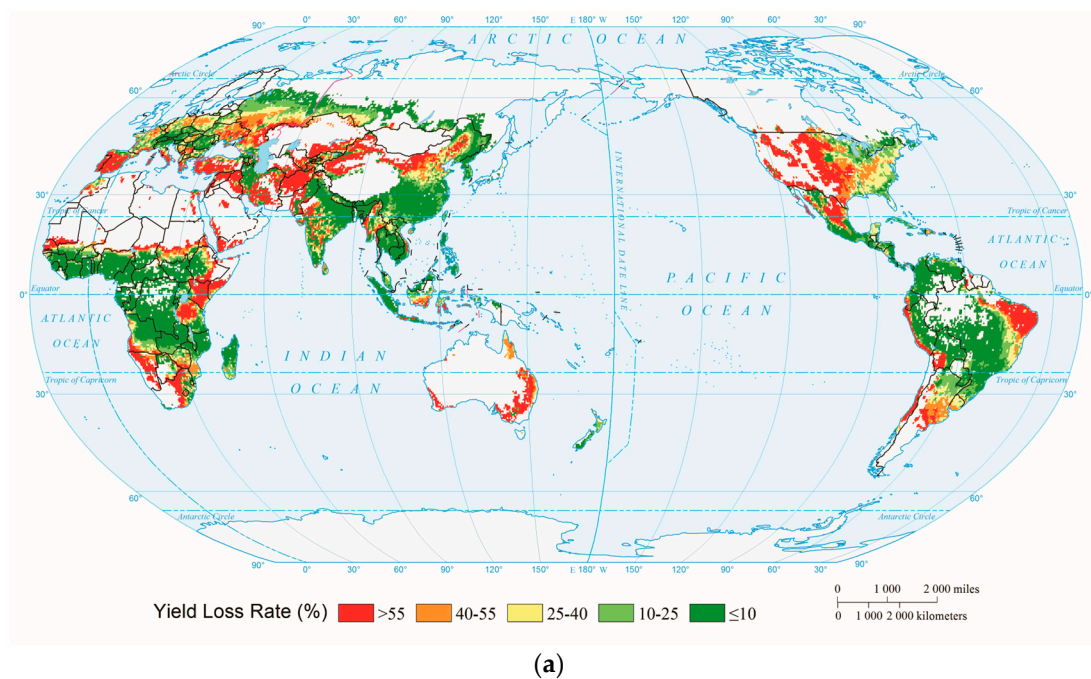 0° 30° 60° 90° 120° 150° E 180° W 150° 120° 90° 60° 30° 0°
90° 90°
ARCTIC OCEAN
Arctic Circle Arctic Circle
60° 60°
INTERNATIONAL DATE LINE
30° 30°
Tropic of Cancer Tropic of Cancer
ATLANTIC
OCEAN
PACIFIC
OCEAN
Equator Equator
0° 0°
ATLANTIC
OCEAN
INDIAN
OCEAN
Tropic of Capricorn Tropic of Capricorn
30° 30°
60° 60°
Antarctic Circle Antarctic Circle
90° 90°
0° 30° 60° 90° 120° 150° E 180° W 150° 120° 90° 60° 30° 0°
0 1 000 2 000 miles
0 1 000 2 000 kilometers
Yield Loss Rate (%) >55 40-55 25-40 10-25 ≤10
(a)